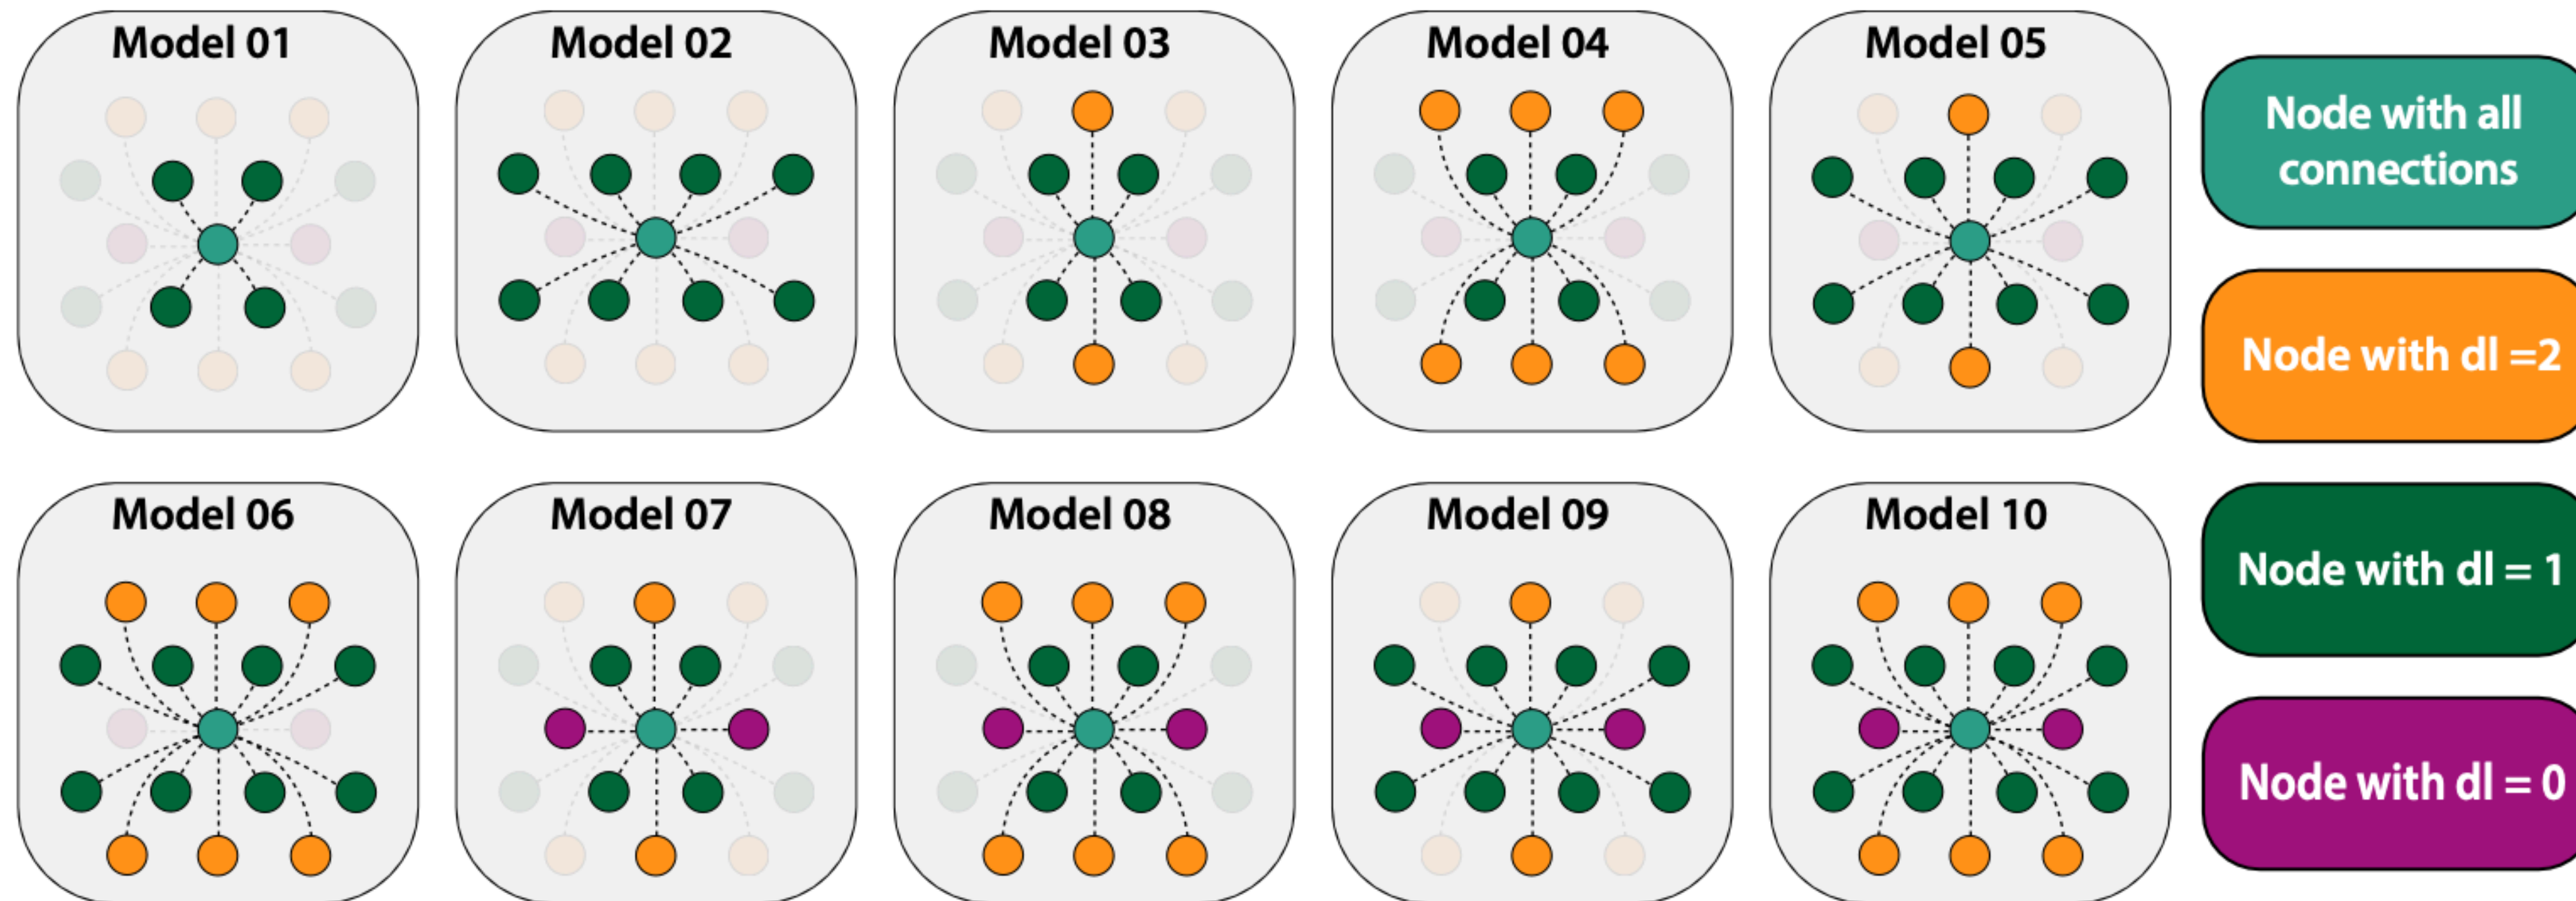 Model 01
Model 02
Model 03
Model 04
Model 05
Node with all
connections
Node with dl =2
Model 06
Model 07
Model 08
Model 09
Model 10
Node with dl = 1
Node with dl = 0